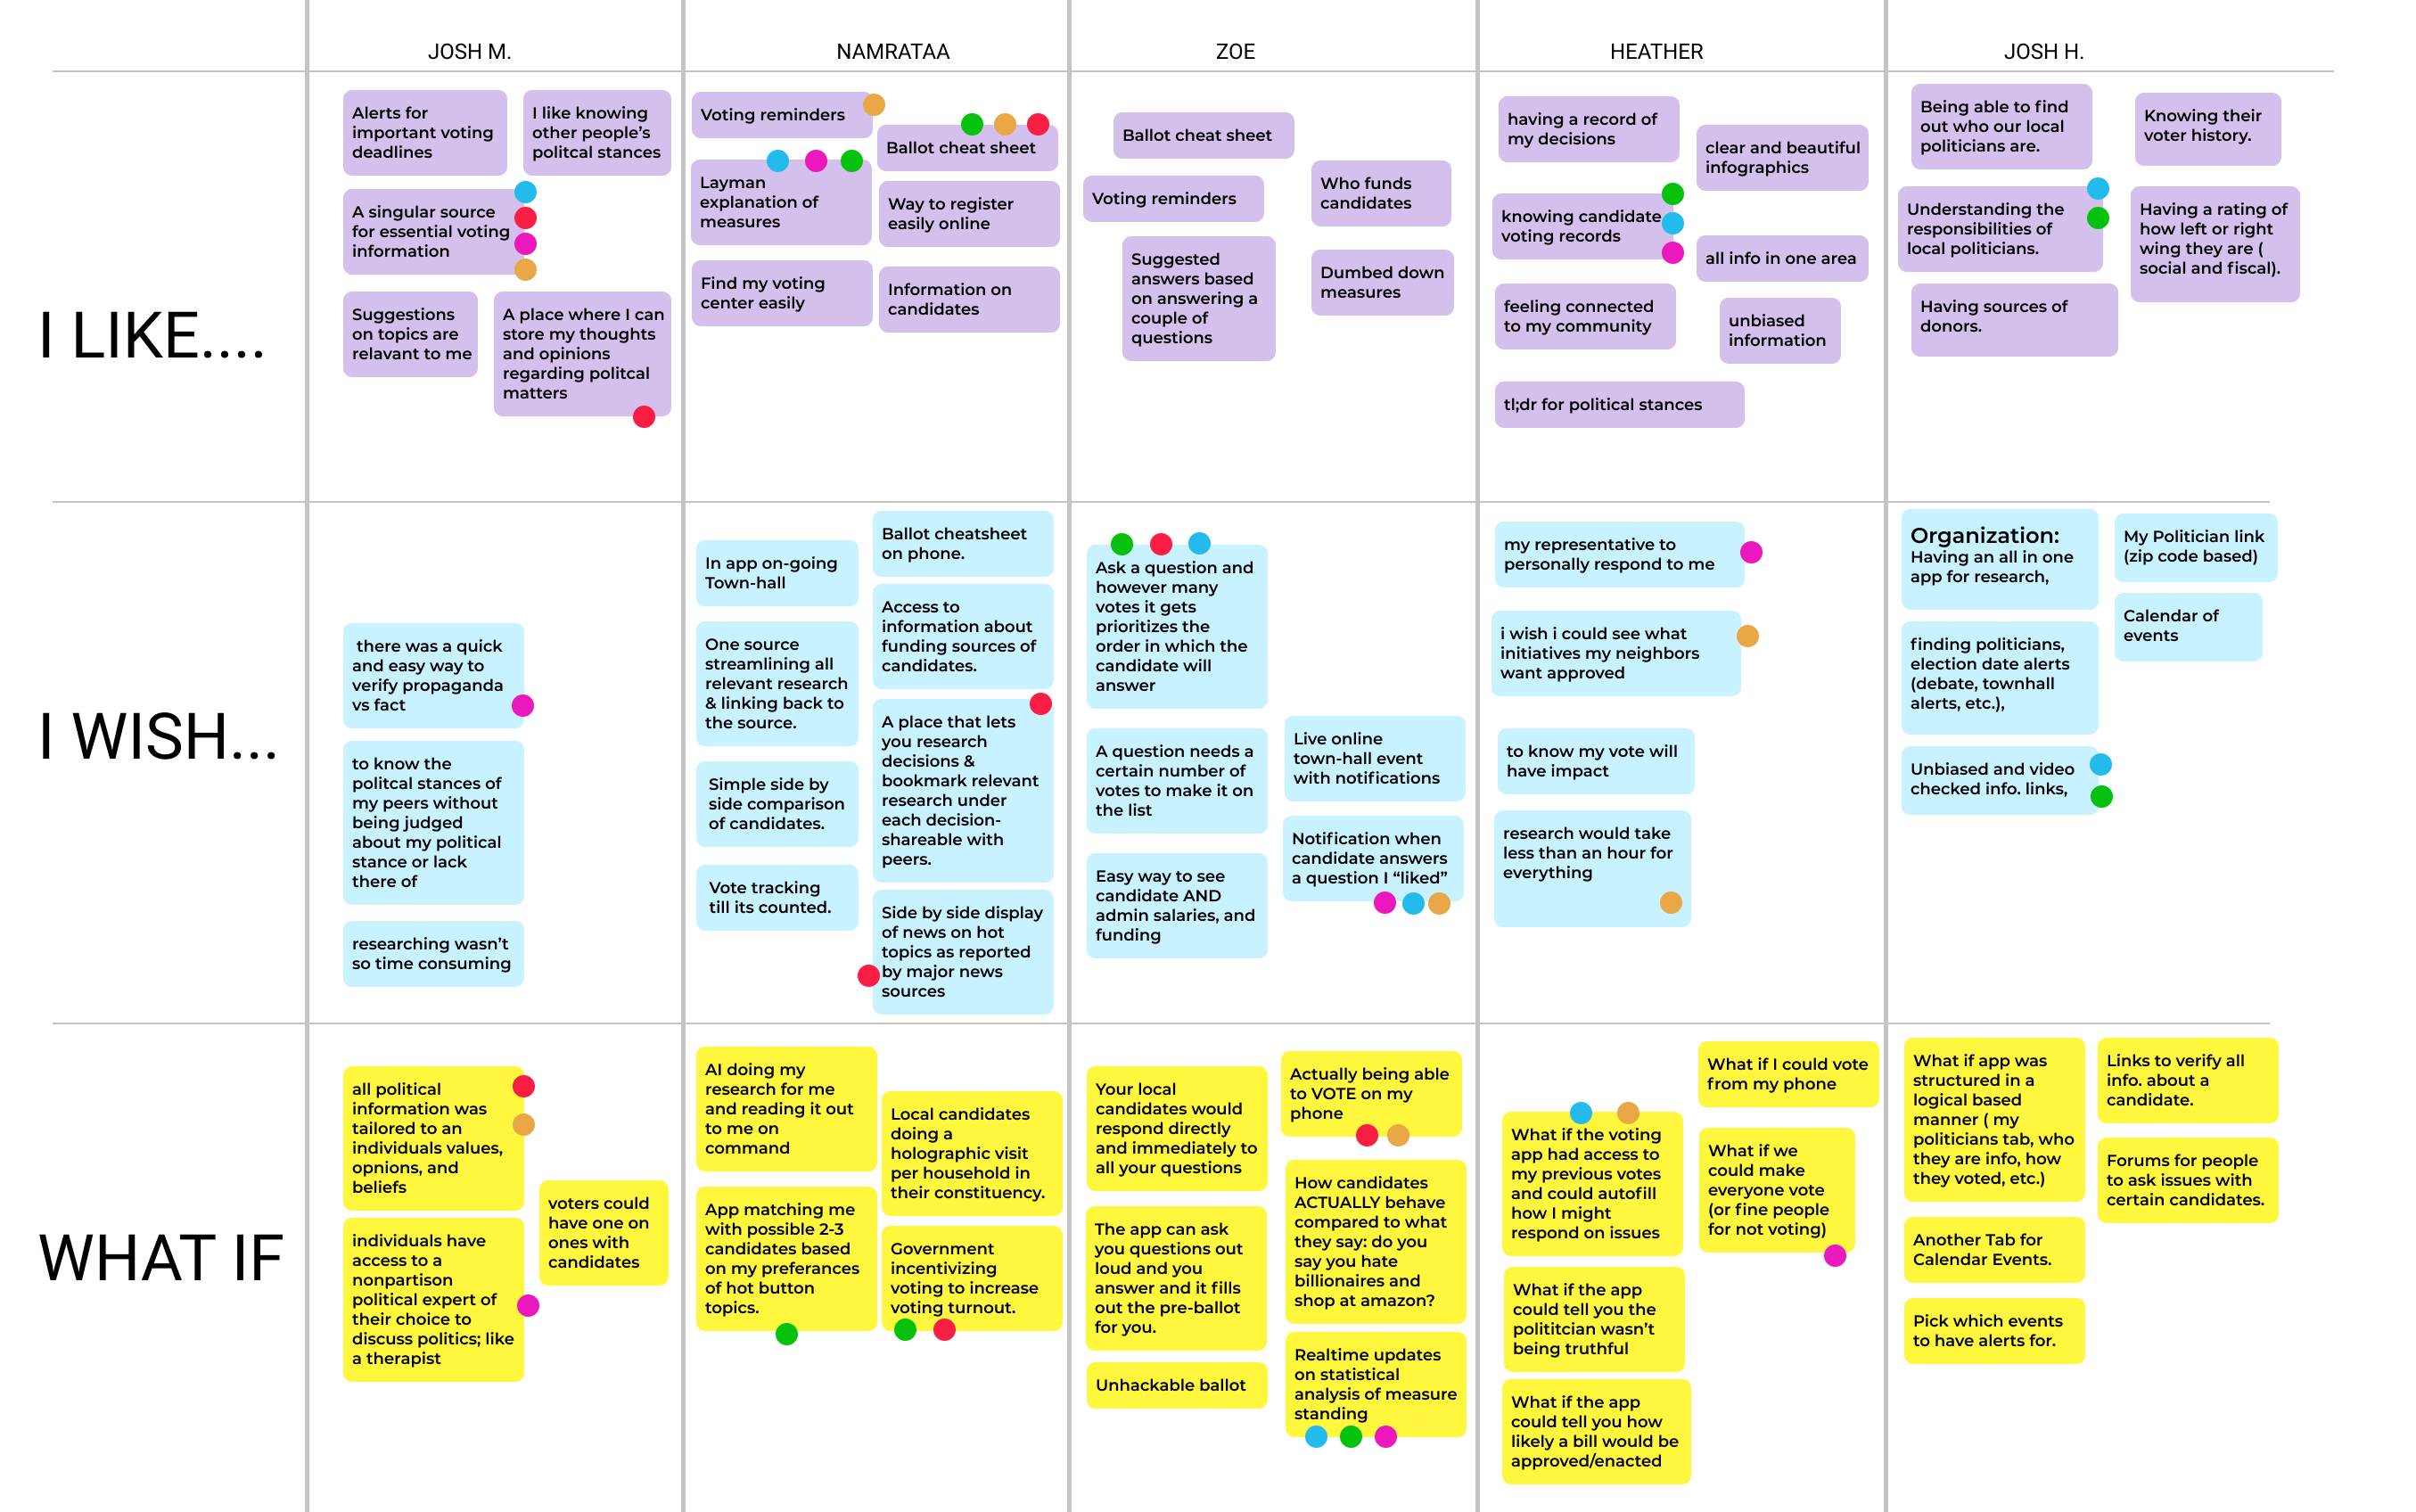 JOSH M.
NAMRATAA
ZOE
HEATHER
JOSH H.
I LIKE....
Alerts for
important voting
deadlines
I like knowing
other people's
politcal stances
A singular source
for essential voting
information
Suggestions
on topics are
relavant to me
A place where I can
store my thoughts
and opinions
regarding politcal
matters
Voting reminders
Ballot cheat sheet
Layman
explanation of
measures
Way to register
easily online
Find my voting
center easily
Information on
candidates
Ballot cheat sheet
Voting reminders
Who funds
candidates
Suggested
answers based
on answering a
couple of
questions
Dumbed down
measures
having a record of
my decisions
clear and beautiful
infographics
knowing candidate
voting records
all info in one area
feeling connected
to my community
unbiased
information
tl;dr for political stances
Being able to find
out who our local
politicians are.
Knowing their
voter history.
Understanding the
responsibilities of
local politicians.
Having a rating of
how left or right
wing they are (
social and fiscal).
Having sources of
donors.
I WISH...
there was a quick
and easy way to
verify propaganda
vs fact
to know the
politcal stances of
my peers without
being judged
about my political
stance or lack
there of
researching wasn't
so time consuming
In app on-going
Town-hall
Ballot cheatsheet
on phone.
One source
streamlining all
relevant research
& linking back to
the source.
Access to
information about
funding sources of
candidates.
Simple side by
side comparison
of candidates.
A place that lets
you research
decisions &
bookmark relevant
research under
each decision-
shareable with
peers.
Vote tracking
till its counted.
Side by side display
of news on hot
topics as reported
by major news
sources
Ask a question and
however many
votes it gets
prioritizes the
order in which the
candidate will
answer
A question needs a
certain number of
votes to make it on
the list
Live online
town-hall event
with notifications
Easy way to see
candidate AND
admin salaries, and
funding
Notification when
candidate answers
a question I “liked”
my representative to
personally respond to me
i wish i could see what
initiatives my neighbors
want approved
to know my vote will
have impact
research would take
less than an hour for
everything
Organization:
Having an all in one
app for research,
My Politician link
(zip code based)
finding politicians,
election date alerts
(debate, townhall
alerts, etc.),
Calendar of
events
Unbiased and video
checked info. links,
WHAT IF
all political
information was
tailored to an
individuals values,
opnions, and
beliefs
voters could
have one on
ones with
candidates
individuals have
access to a
nonpartison
political expert of
their choice to
discuss politics; like
a therapist
AI doing my
research for me
and reading it out
to me on
command
Local candidates
doing a
holographic visit
per household in
their constituency.
App matching me
with possible 2-3
candidates based
on my preferances
of hot button
topics.
Government
incentivizing
voting to increase
voting turnout.
Your local
candidates would
respond directly
and immediately to
all your questions
Actually being able
to VOTE on my
phone
The app can ask
you questions out
loud and you
answer and it fills
out the pre-ballot
for you.
How candidates
ACTUALLY behave
compared to what
they say: do you
say you hate
billionaires and
shop at amazon?
Unhackable ballot
Realtime updates
on statistical
analysis of measure
standing
What if I could vote
from my phone
What if the voting
app had access to
my previous votes
and could autofill
how I might
respond on issues
What if we
could make
everyone vote
(or fine people
for not voting)
What if the app
could tell you the
polititcian wasn't
being truthful
What if the app
could tell you how
likely a bill would be
approved/enacted
What if app was
structured in a
logical based
manner ( my
politicians tab, who
they are info, how
they voted, etc.)
Links to verify all
info. about a
candidate.
Forums for people
to ask issues with
certain candidates.
Another Tab for
Calendar Events.
Pick which events
to have alerts for.